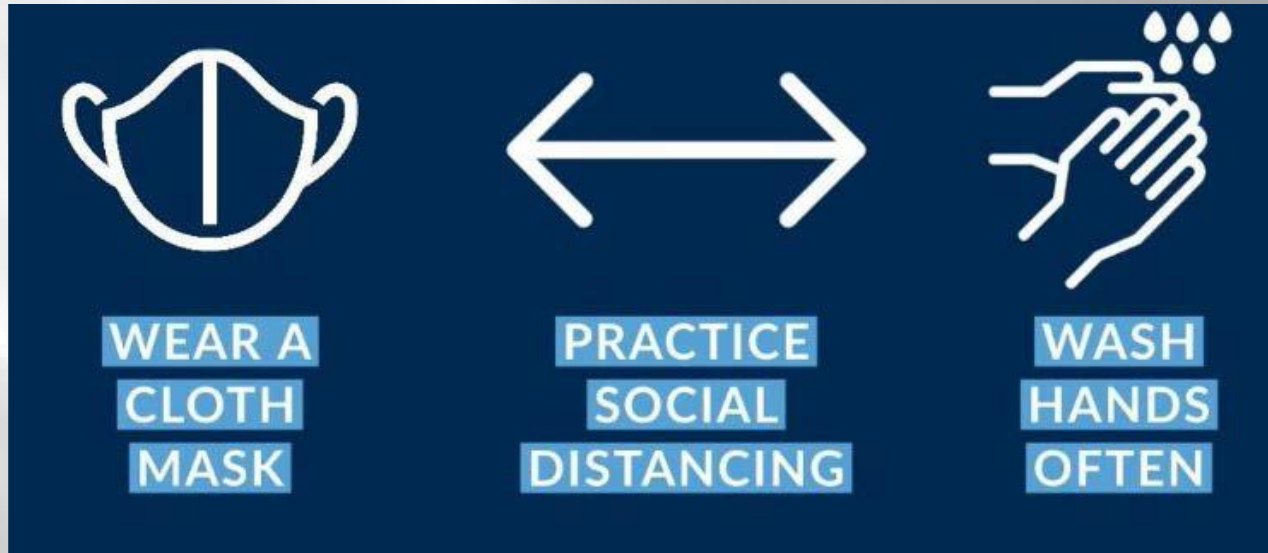 WEAR A
CLOTH
MASK
PRACTICE
SOCIAL
DISTANCING
WASH
HANDS
OFTEN